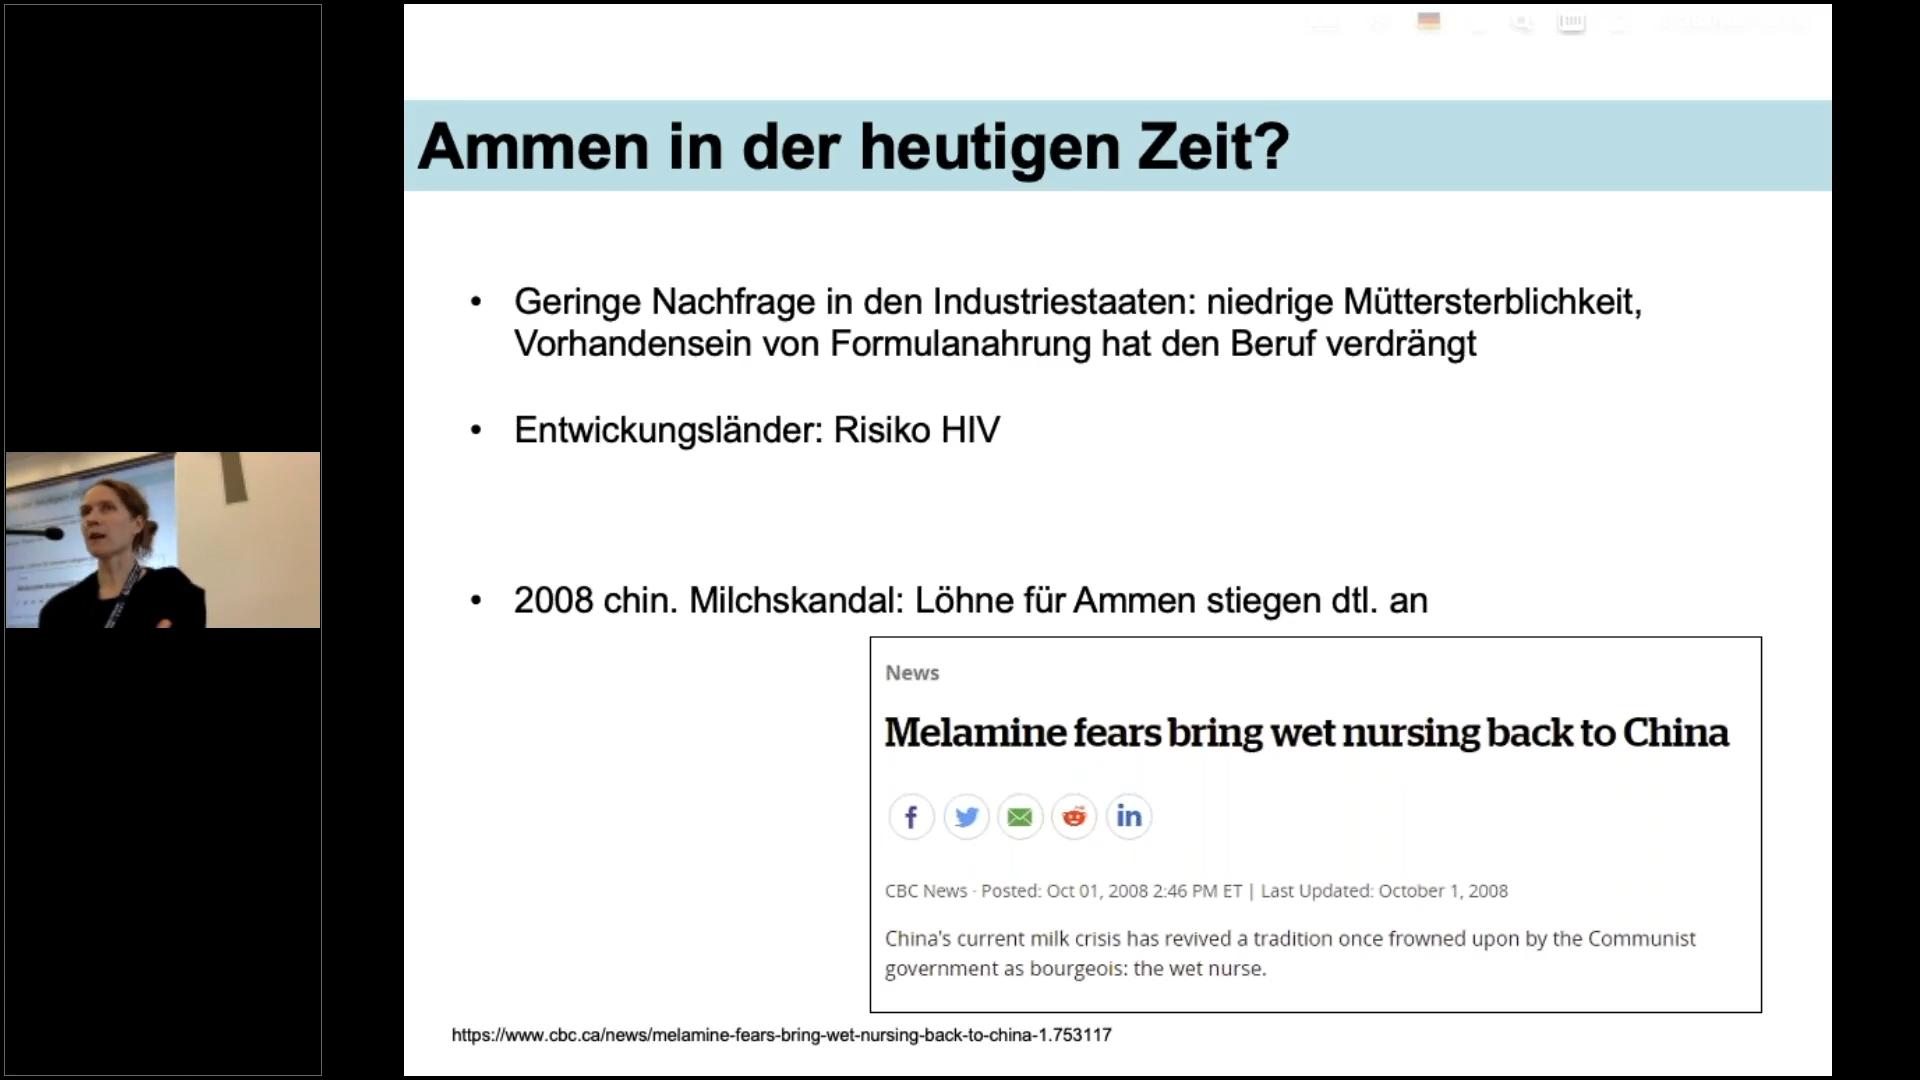 Ammen in der heutigen Zeit?
• Geringe Nachfrage in den Industriestaaten: niedrige Müttersterblichkeit,
Vorhandensein von Formulanahrung hat den Beruf verdrängt
• Entwickungsländer: Risiko HIV
• 2008 chin. Milchskandal: Löhne für Ammen stiegen dtl. an
News
Melamine fears bring wet nursing back to China
CBC News · Posted: Oct 01, 2008 2:46 PM ET | Last Updated: October 1, 2008
China's current milk crisis has revived a tradition once frowned upon by the Communist
government as bourgeois: the wet nurse.
https://www.cbc.ca/news/melamine-fears-bring-wet-nursing-back-to-china-1.753117